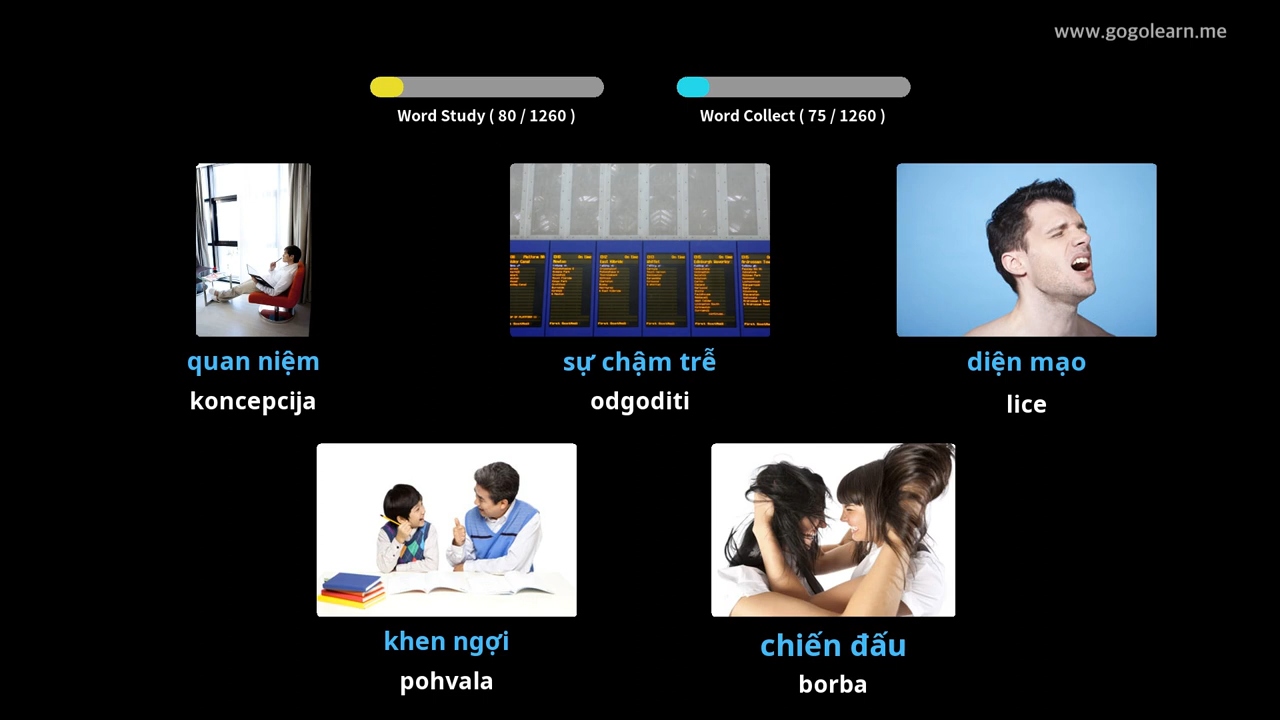 www.gogolearn.me
Word Study ( 80 / 1260 )
Word Collect ( 75 / 1260 )
quan niệm
koncepcija
sự chậm trễ
odgoditi
diện mạo
lice
khen ngợi
pohvala
chiến đấu
borba